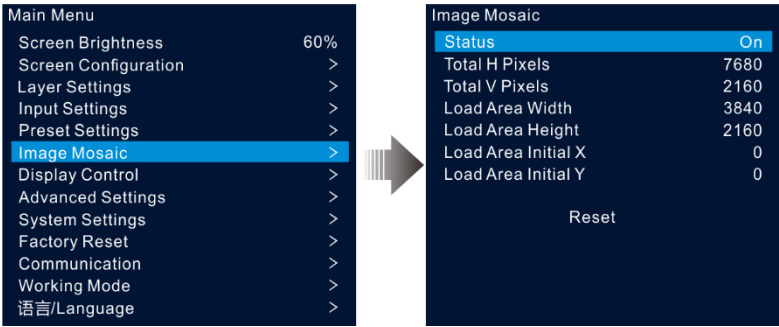 Main Menu
Screen Brightness 60%
Screen Configuration >
Layer Settings >
Input Settings >
Preset Settings >
Image Mosaic >
Display Control >
Advanced Settings >
System Settings >
Factory Reset >
Communication >
Working Mode >
语言/Language >
Image Mosaic
Status On
Total H Pixels 7680
Total V Pixels 2160
Load Area Width 3840
Load Area Height 2160
Load Area Initial X 0
Load Area Initial Y 0
Reset